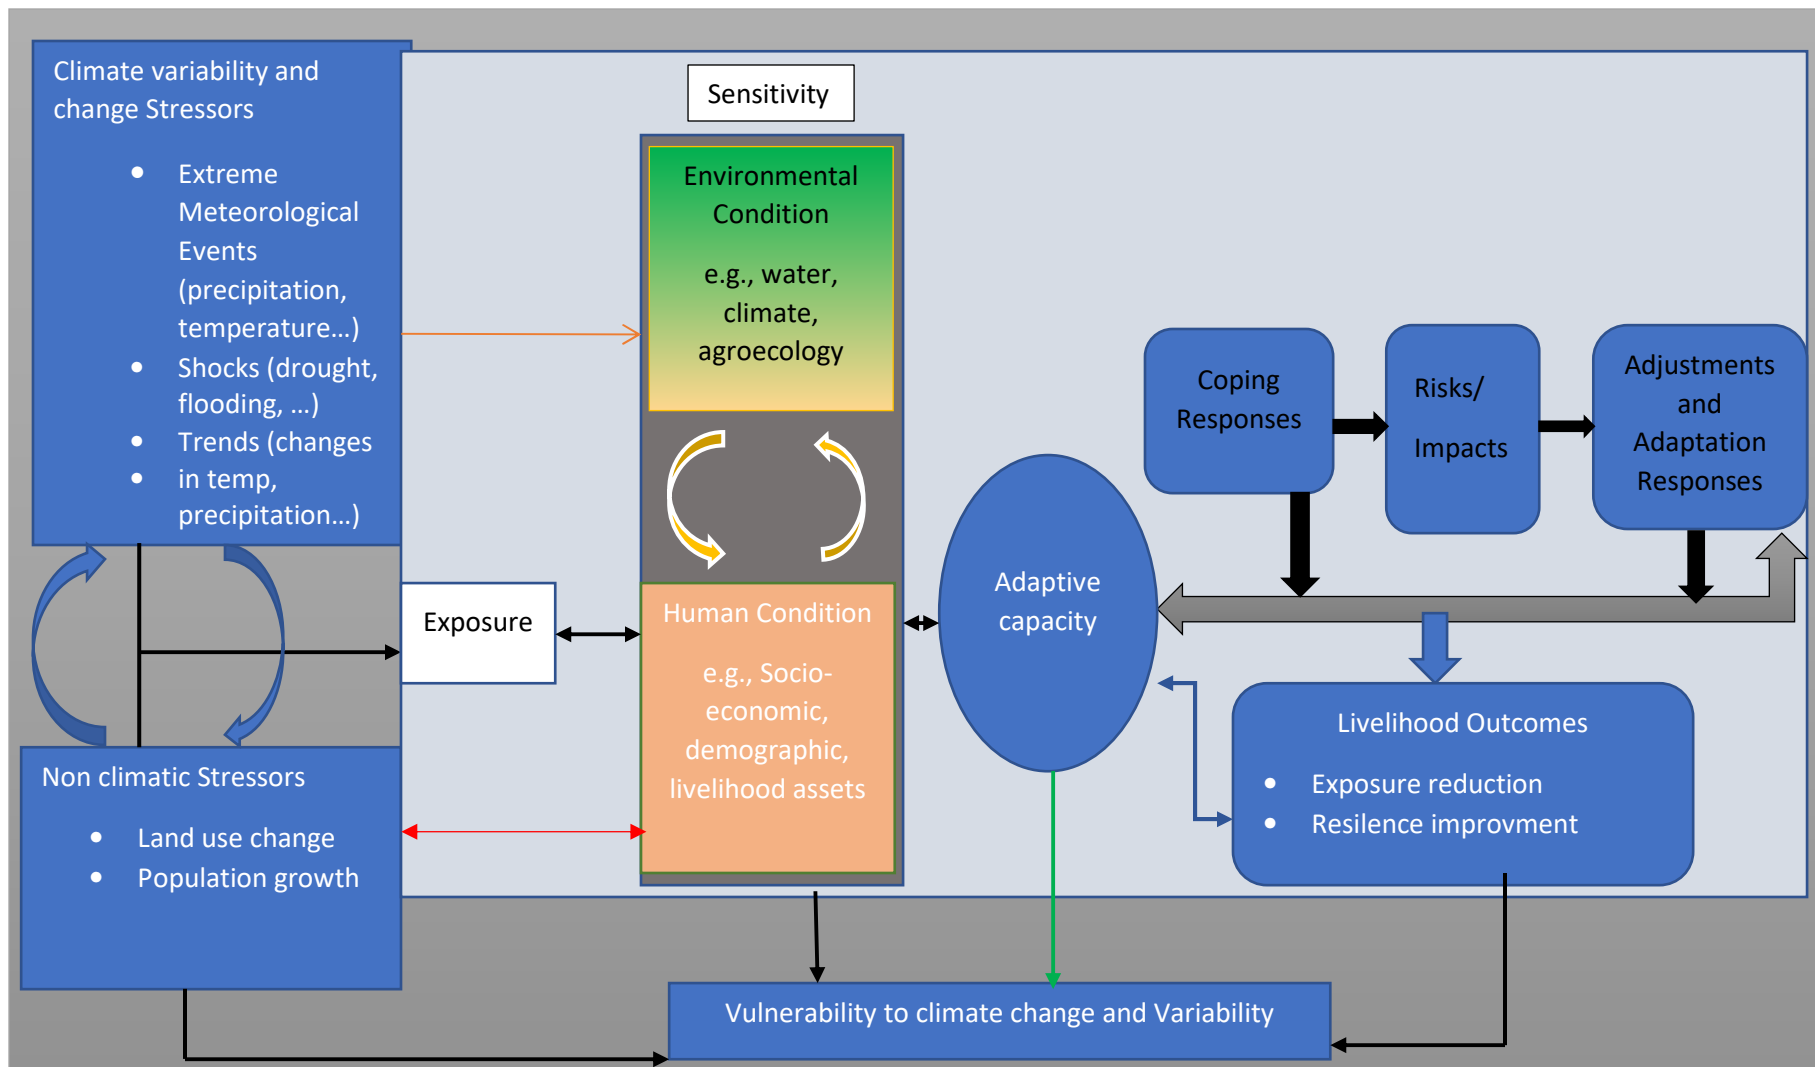 Climate variability and
change Stressors
• Extreme
Meteorological
Events
(precipitation,
temperature...)
• Shocks (drought,
flooding, ...)
• Trends (changes
• in temp,
precipitation...)
Non climatic Stressors
• Land use change
• Population growth
Exposure
Sensitivity
Environmental
Condition
e.g., water,
climate,
agroecology
Human Condition
e.g., Socio-
economic,
demographic,
livelihood assets
Adaptive
capacity
Coping
Responses
Risks/
Impacts
Adjustments
and
Adaptation
Responses
Livelihood Outcomes
• Exposure reduction
• Resilence improvment
Vulnerability to climate change and Variability